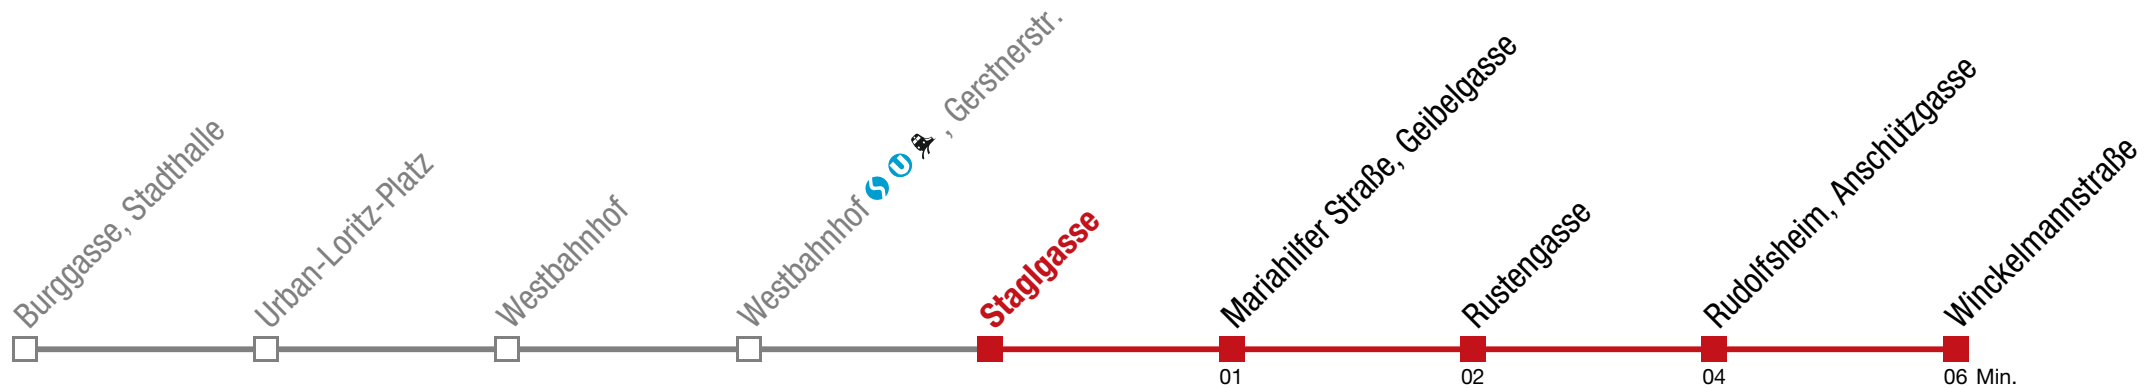 Burggasse, Stadthalle
Urban-Loritz-Platz
Westbahnhof
Westbahnhof S U , Gerstnerstr.
Staglgasse
Mariahilfer Straße, Geibelgasse
Rustengasse
Rudolfsheim, Anschützgasse
Winckelmannstraße
01 02 04 06 Min.